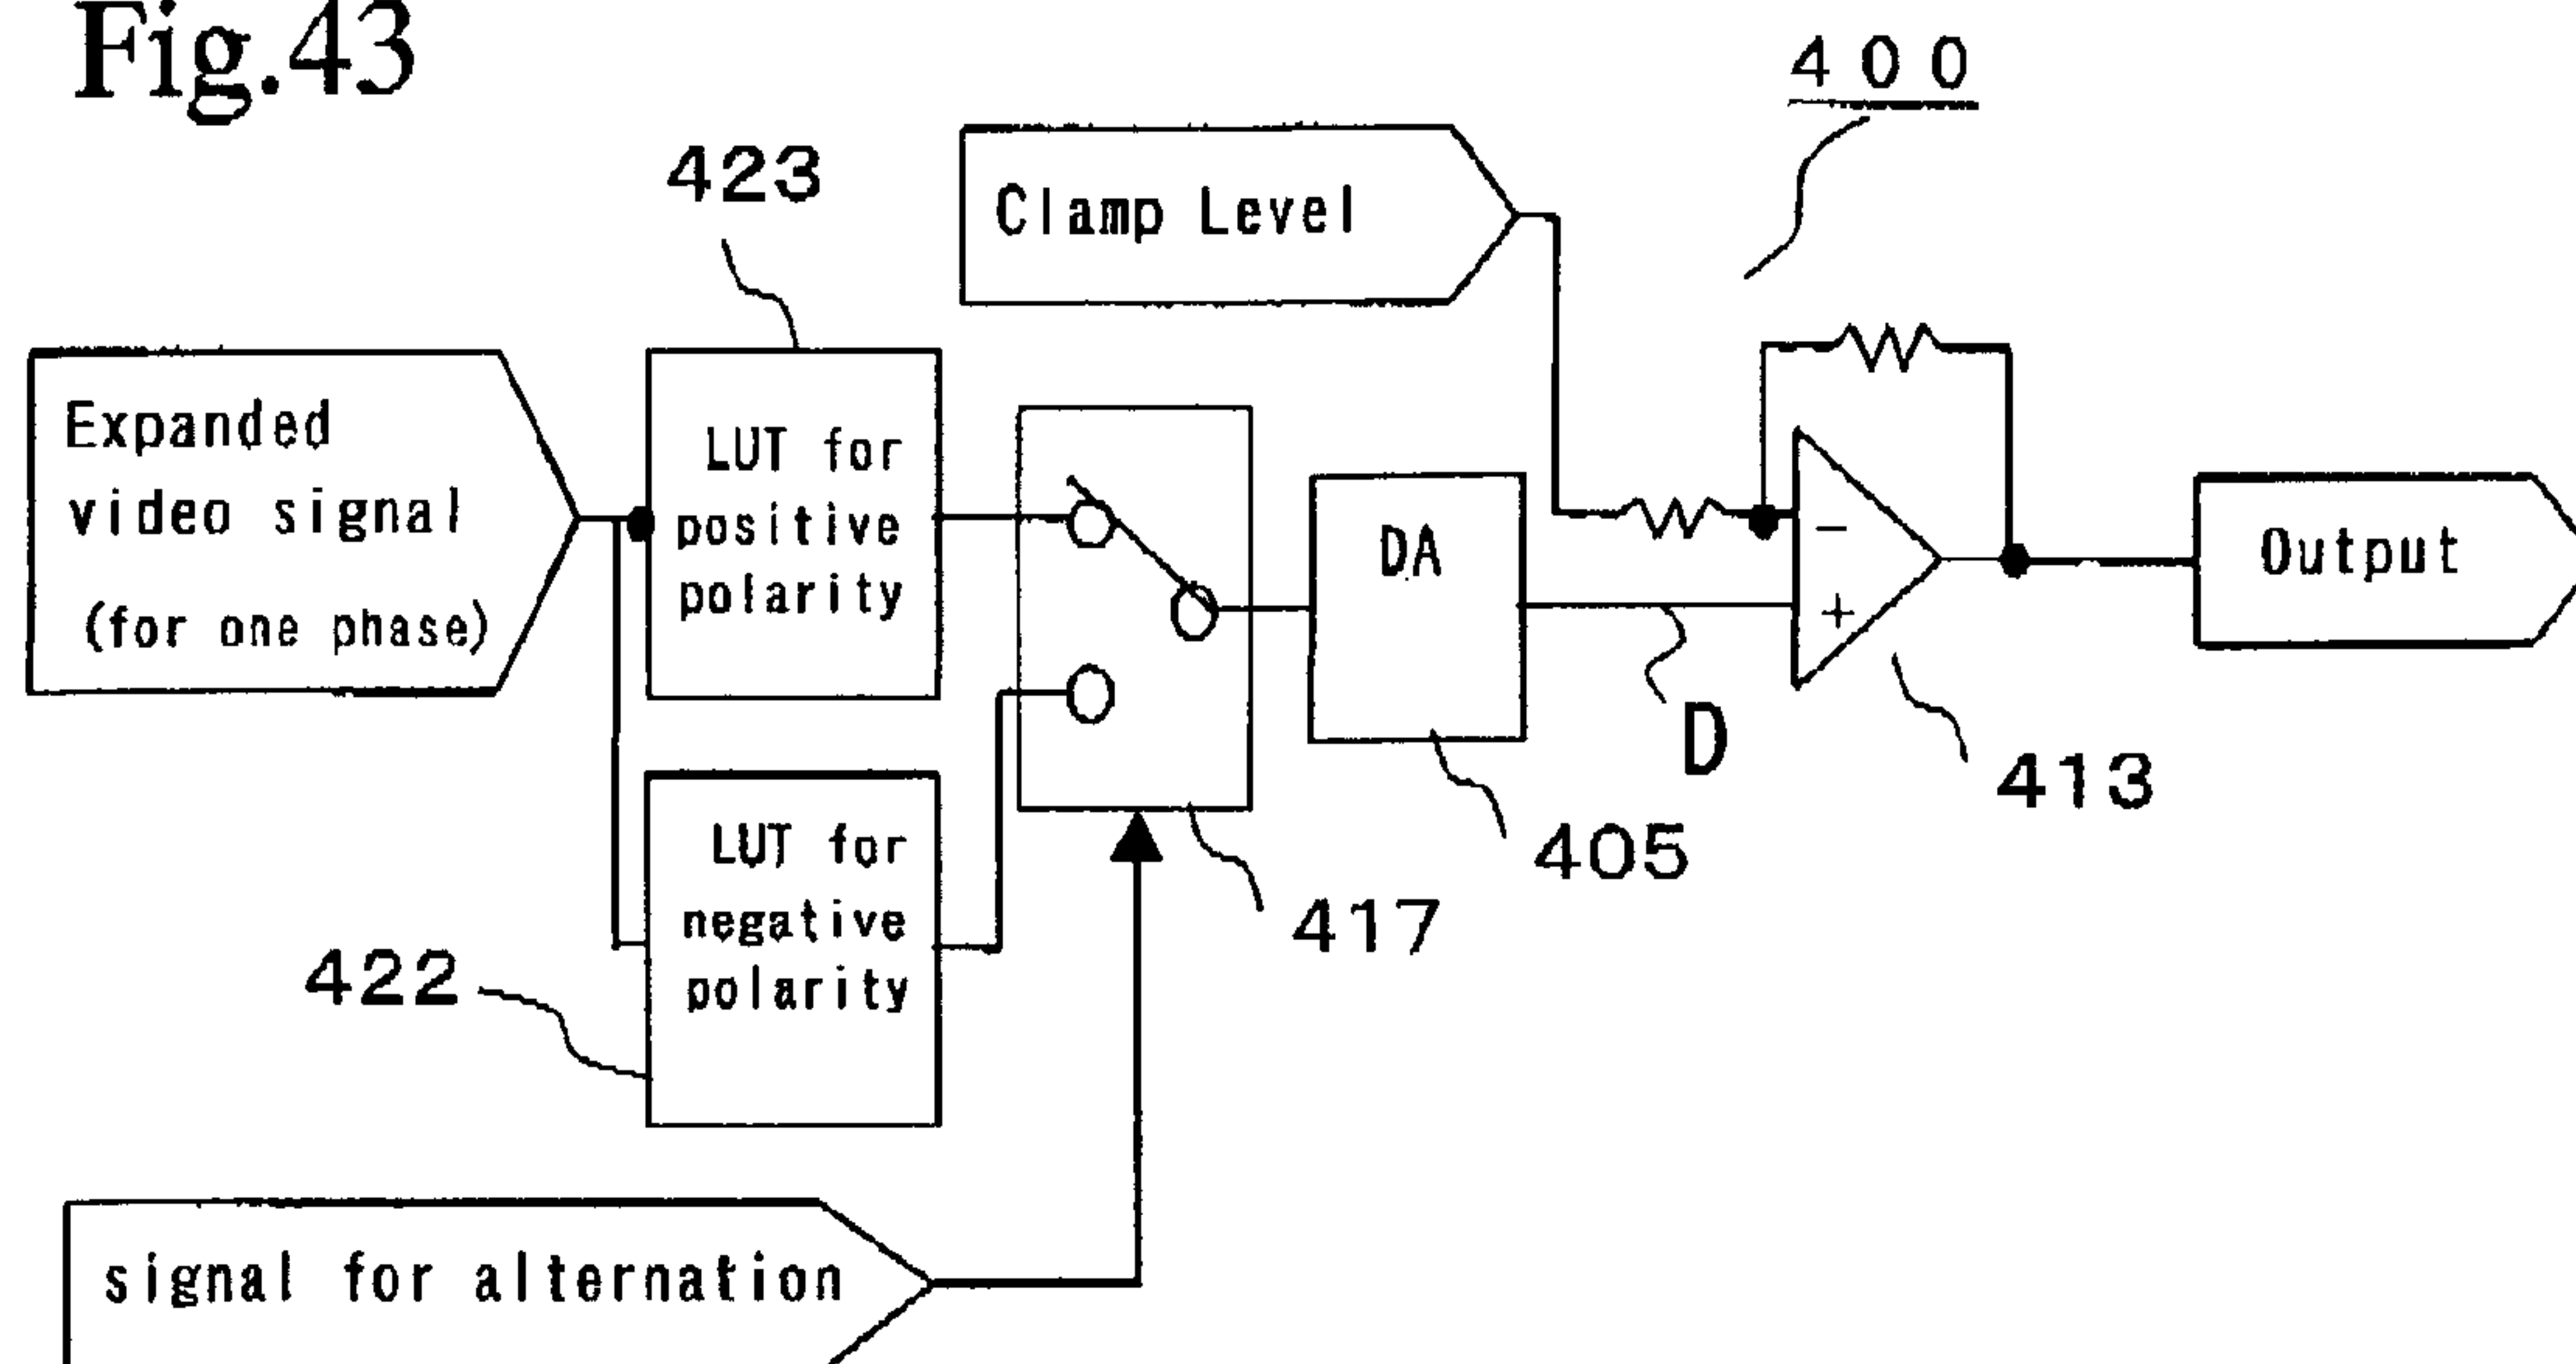 Fig.43
400
423
Clamp Level
Expanded
video signal
(for one phase)
LUT for
positive
polarity
DA
−
+
Output
D
413
405
417
LUT for
negative
polarity
422
signal for alternation